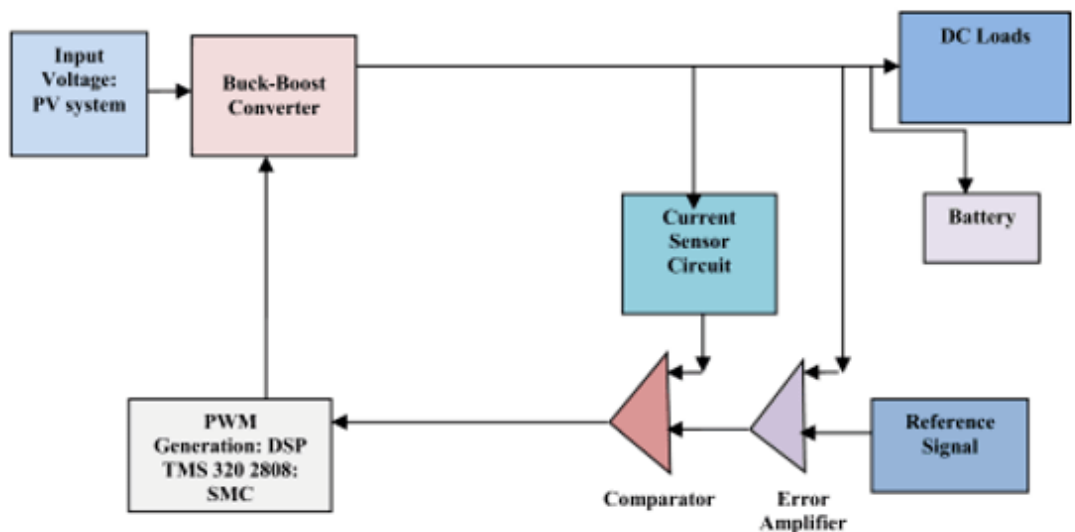 Input
Voltage:
PV system
Buck-Boost
Converter
DC Loads
Current
Sensor
Circuit
Battery
PWM
Generation: DSP
TMS 320 2808:
SMC
Reference
Signal
Comparator
Error
Amplifier